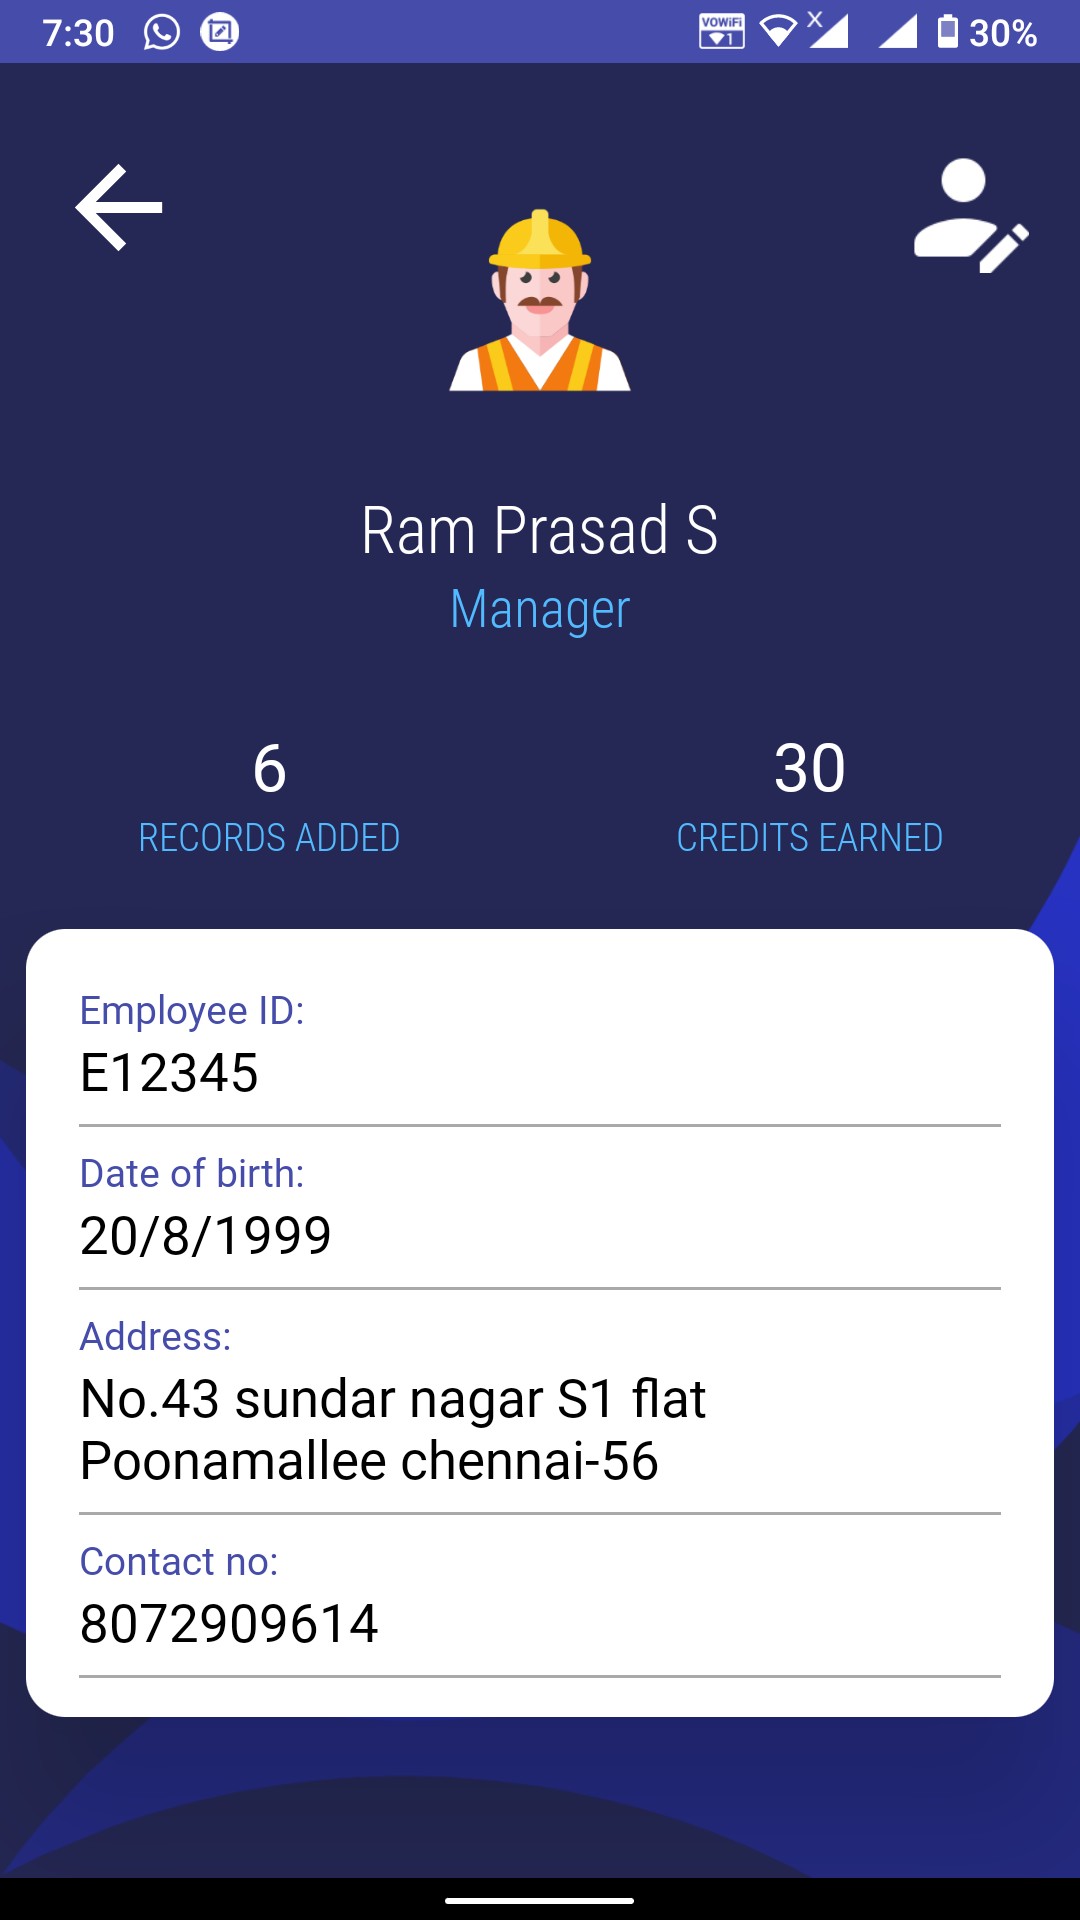 7:30 VOWiFi 1 X 30%
Ram Prasad S
Manager
6 30
RECORDS ADDED CREDITS EARNED
Employee ID:
E12345
Date of birth:
20/8/1999
Address:
No.43 sundar nagar S1 flat
Poonamallee chennai-56
Contact no:
8072909614